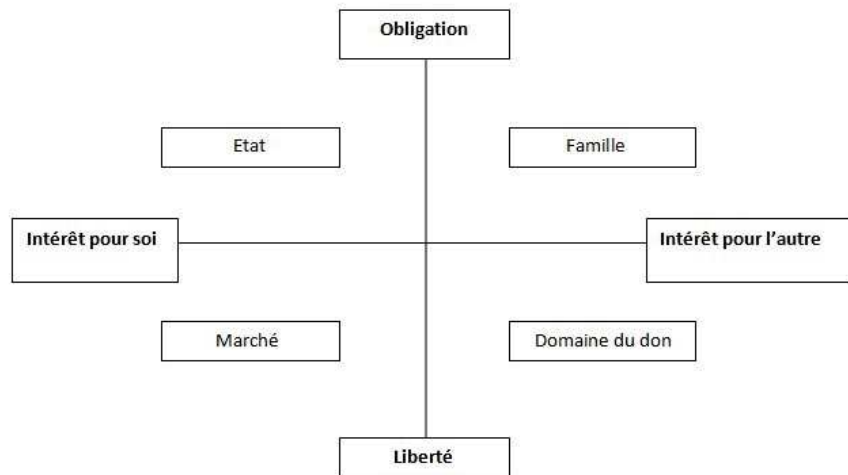 Obligation
Etat
Famille
Intérêt pour soi
Intérêt pour l'autre
Marché
Domaine du don
Liberté